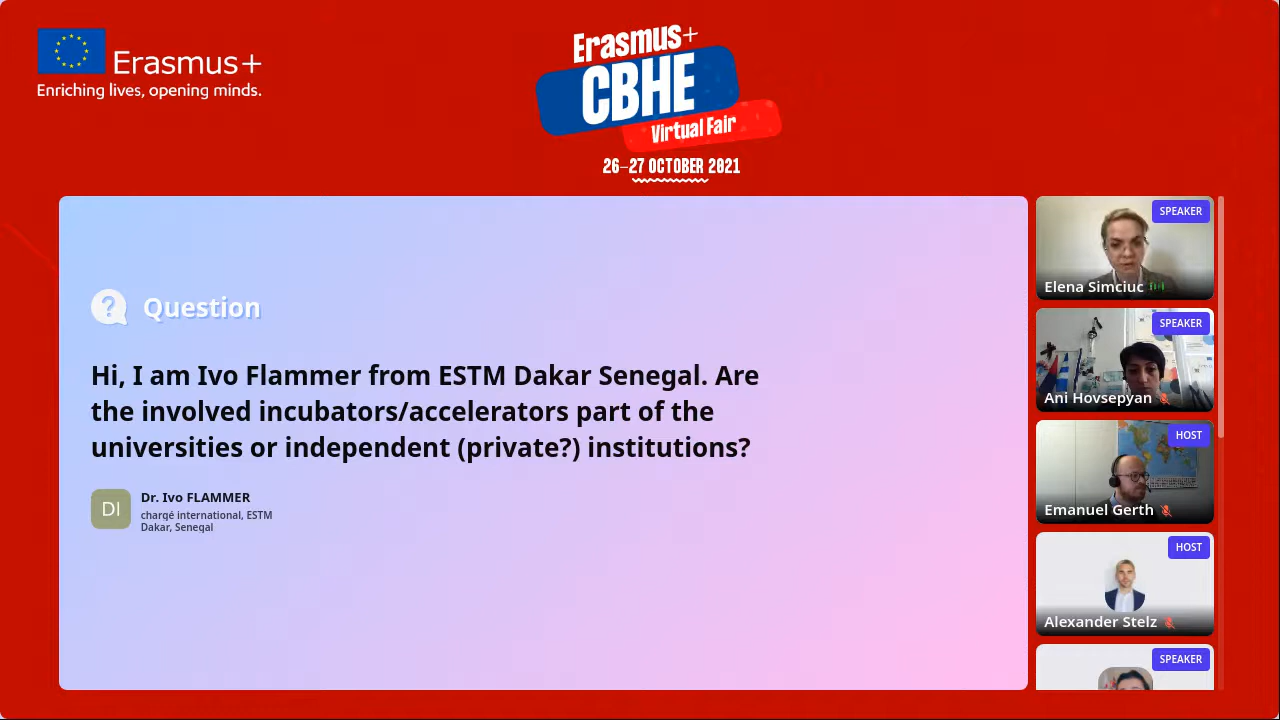 Erasmus+
Enriching lives, opening minds.
Erasmus+
CBHE
Virtual Fair
26–27 OCTOBER 2021
Question
Hi, I am Ivo Flammer from ESTM Dakar Senegal. Are
the involved incubators/accelerators part of the
universities or independent (private?) institutions?
DI
Dr. Ivo FLAMMER
chargé international, ESTM
Dakar, Senegal
SPEAKER
Elena Simciuc
SPEAKER
Ani Hovsepyan
HOST
Emanuel Gerth
HOST
Alexander Stelz
SPEAKER